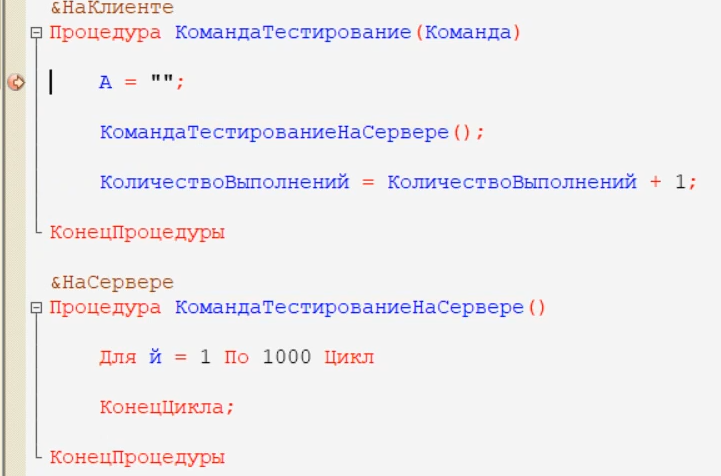 &НаКлиенте
Процедура КомандаТестирование(Команда)
А = "";
КомандаТестированиеНаСервере();
КоличествоВыполнений = КоличествоВыполнений + 1;
КонецПроцедуры
&НаСервере
Процедура КомандаТестированиеНаСервере()
Для й = 1 По 1000 Цикл
КонецЦикла;
КонецПроцедуры